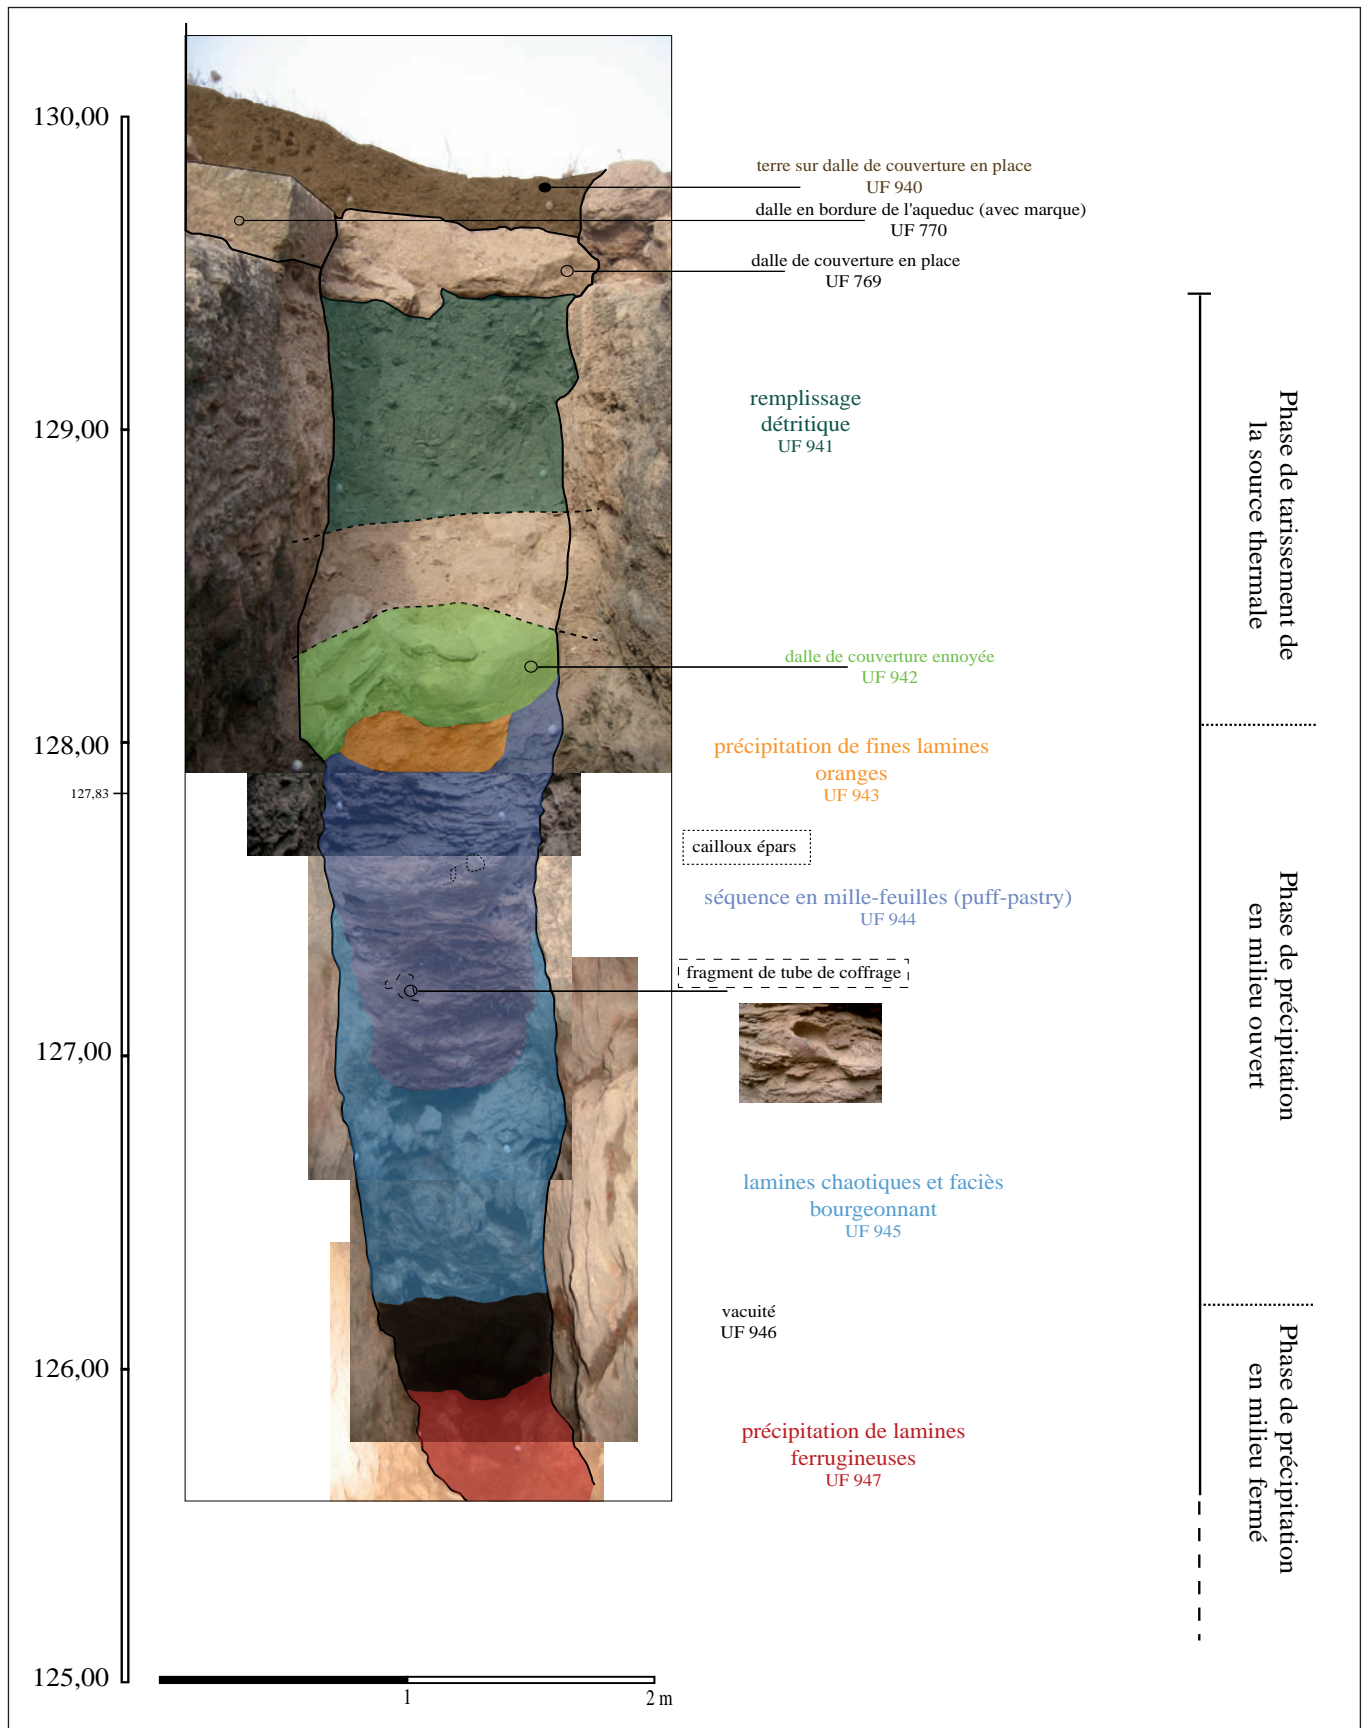 130,00
129,00
128,00
127,83
127,00
126,00
125,00
terre sur dalle de couverture en place
UF 940
dalle en bordure de l'aqueduc (avec marque)
UF 770
dalle de couverture en place
UF 769
remplissage
détritique
UF 941
dalle de couverture ennoyée
UF 942
précipitation de fines lamines
oranges
UF 943
cailloux épars
séquence en mille-feuilles (puff-pastry)
UF 944
fragment de tube de coffrage
lamines chaotiques et faciès
bourgeonnant
UF 945
vacuité
UF 946
précipitation de lamines
ferrugineuses
UF 947
Phase de tarissement de
la source thermale
Phase de précipitation
en milieu ouvert
Phase de précipitation
en milieu fermé
1
2 m